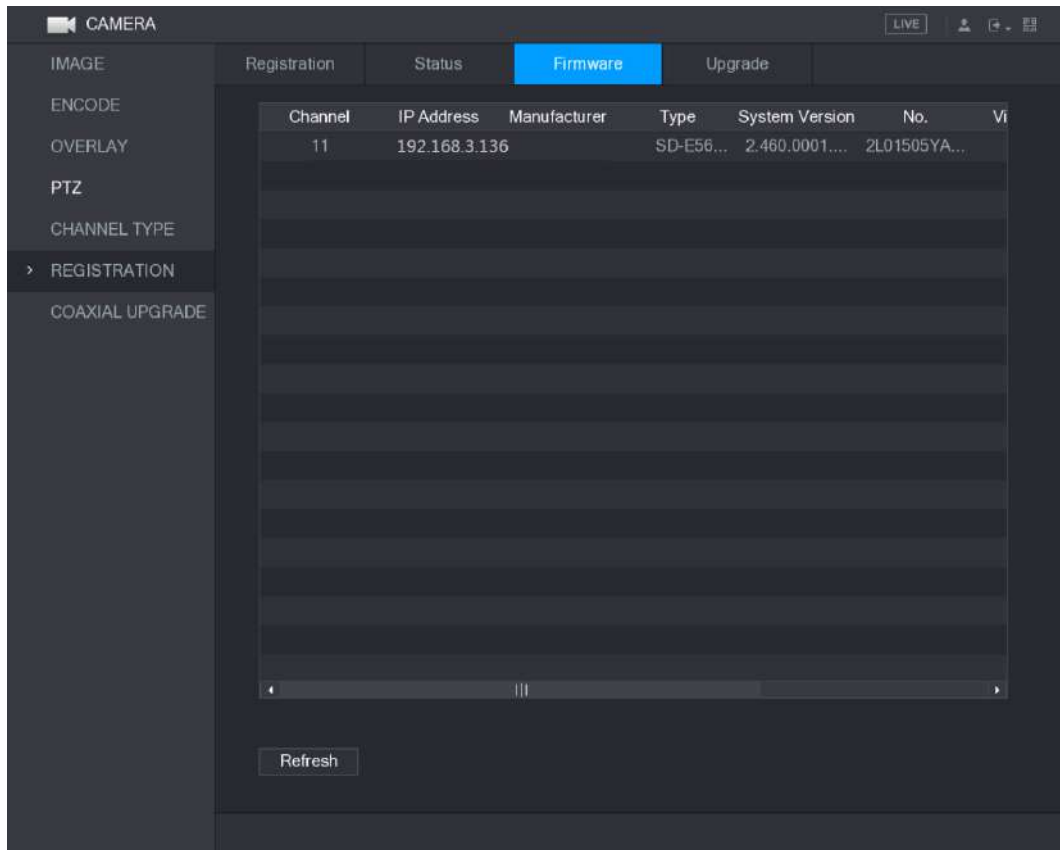 CAMERA
LIVE
IMAGE
ENCODE
OVERLAY
PTZ
CHANNEL TYPE
REGISTRATION
COAXIAL UPGRADE
Registration Status Firmware Upgrade
Channel IP Address Manufacturer Type System Version No. Vi
11 192.168.3.136 SD-E56... 2.460.0001.... 2L01505YA...
Refresh